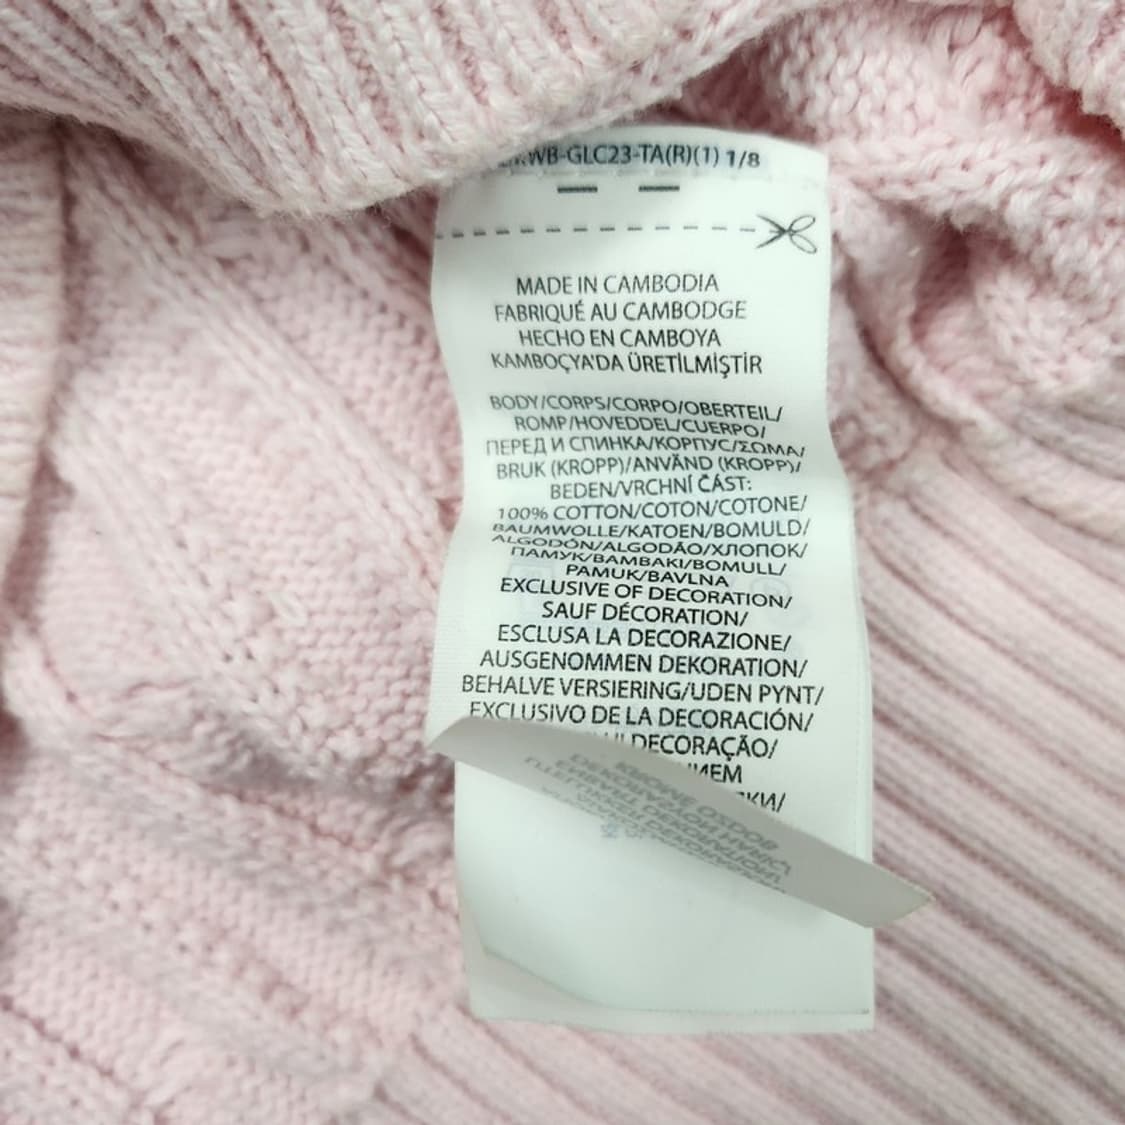 WB-GLC23-TA(R)(1) 1/8
MADE IN CAMBODIA
FABRIQUÉ AU CAMBODGE
HECHO EN CAMBOYA
KAMBOÇYA'DA ÜRETİLMİŞTİR
BODY/CORPS/CORPO/OBERTEIL/
ROMP/HOVEDDEL/CUERPO/
ПЕРЕД И СПИНКА/КОРПУС/ΣΩΜΑ/
BRUK (KROPP)/ANVÄND (KROPP)/
BEDEN/VRCHNÍ ČÁST:
100% COTTON/COTON/COTONE/
BAUMWOLLE/KATOEN/BOMULD/
ALGODÓN/ALGODÃO/ХЛОПОК/
ПАМУК/ΒΑΜΒΑΚΙ/BOMULL/
PAMUK/BAVLNA
EXCLUSIVE OF DECORATION/
SAUF DÉCORATION/
ESCLUSA LA DECORAZIONE/
AUSGENOMMEN DEKORATION/
BEHALVE VERSIERING/UDEN PYNT/
EXCLUSIVO DE LA DECORACIÓN/
DECORAÇÃO/